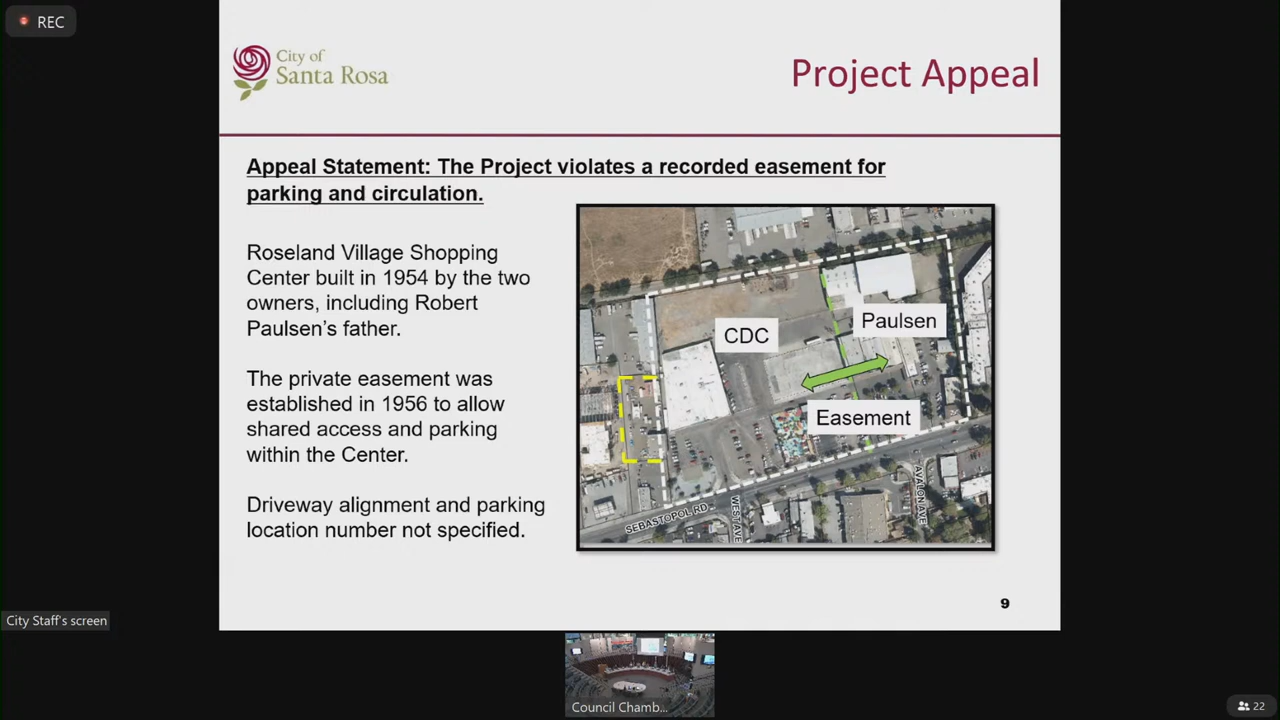 REC
City of
Santa Rosa
Project Appeal
Appeal Statement: The Project violates a recorded easement for
parking and circulation.
Roseland Village Shopping
Center built in 1954 by the two
owners, including Robert
Paulsen's father.
The private easement was
established in 1956 to allow
shared access and parking
within the Center.
Driveway alignment and parking
location number not specified.
CDC
Paulsen
Easement
SEBASTOPOL RD
WEST AVE
AVALON AVE
9
City Staff's screen
Council Chamb...
22